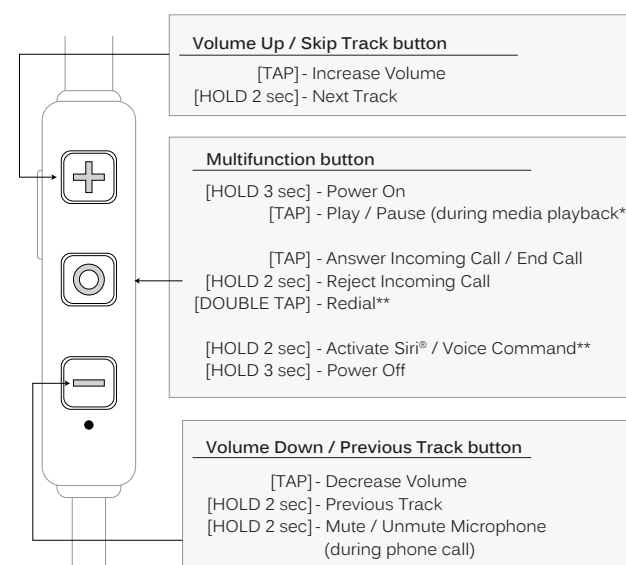 Volume Up / Skip Track button
[TAP] - Increase Volume
[HOLD 2 sec] - Next Track
Multifunction button
[HOLD 3 sec] - Power On
[TAP] - Play / Pause (during media playback*
[TAP] - Answer Incoming Call / End Call
[HOLD 2 sec] - Reject Incoming Call
[DOUBLE TAP] - Redial**
[HOLD 2 sec] - Activate Siri® / Voice Command**
[HOLD 3 sec] - Power Off
Volume Down / Previous Track button
[TAP] - Decrease Volume
[HOLD 2 sec] - Previous Track
[HOLD 2 sec] - Mute / Unmute Microphone
(during phone call)